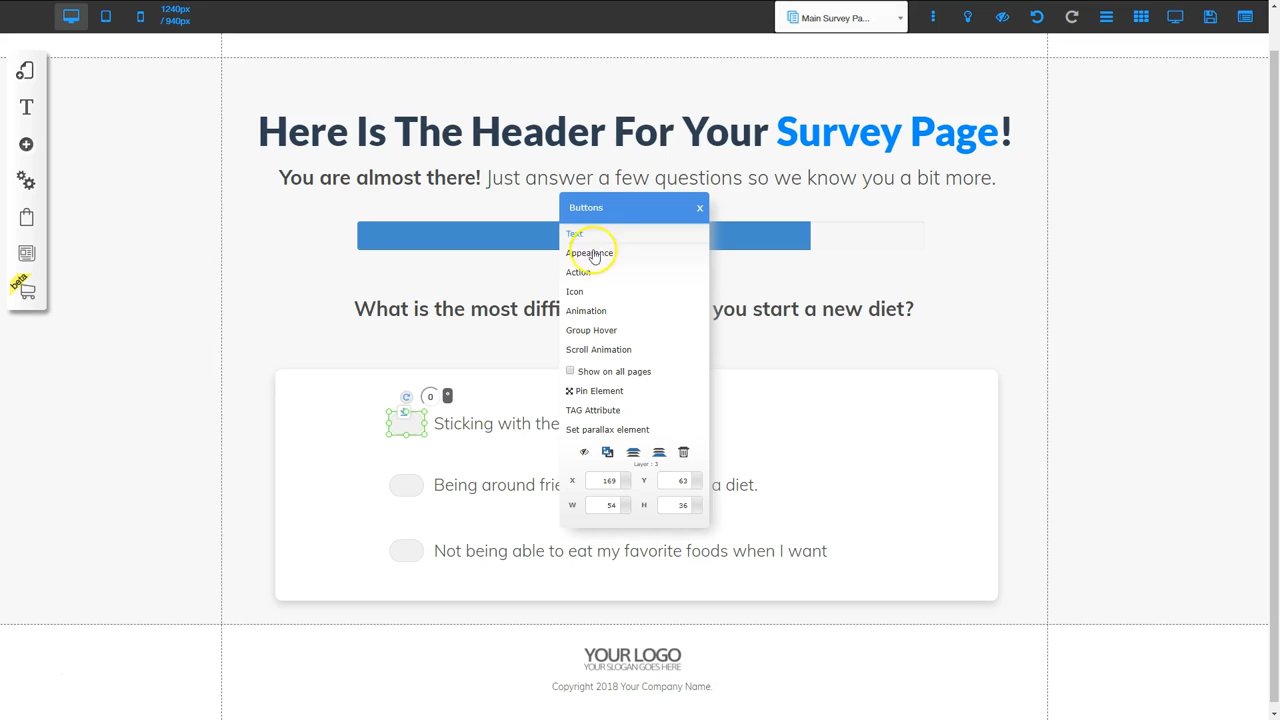 1240px
/ 940px
Main Survey Pa...
beta
Here Is The Header For Your Survey Page!
You are almost there! Just answer a few questions so we know you a bit more.
Buttons
x
Text
Appearance
Action
Icon
Animation
Group Hover
Scroll Animation
Show on all pages
Pin Element
TAG Attribute
Set parallax element
Layer : 3
X 169 Y 63
W 54 H 36
What is the most diffi you start a new diet?
0
Sticking with the
Being around frie a diet.
Not being able to eat my favorite foods when I want
YOUR LOGO
YOUR SLOGAN GOES HERE
Copyright 2018 Your Company Name.